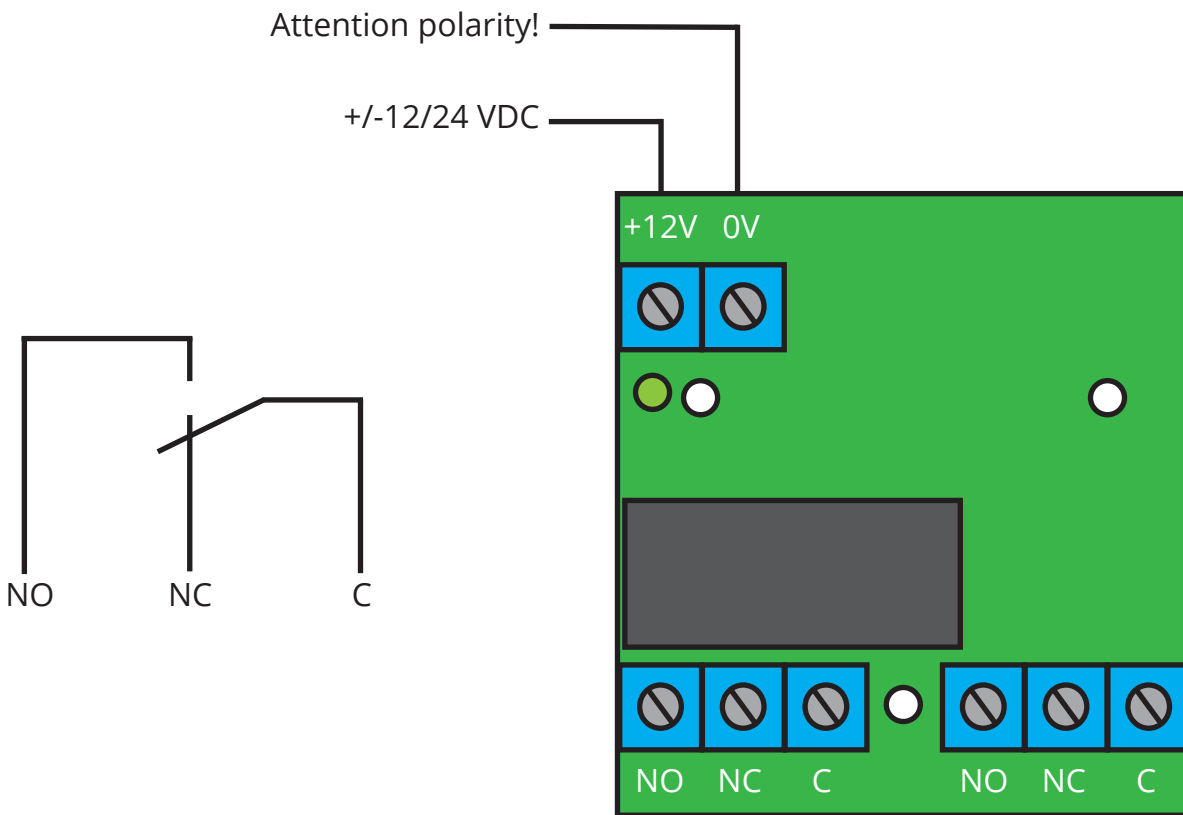 Attention polarity!
+/-12/24 VDC
+12V 0V
NO NC C
NO NC C NO NC C